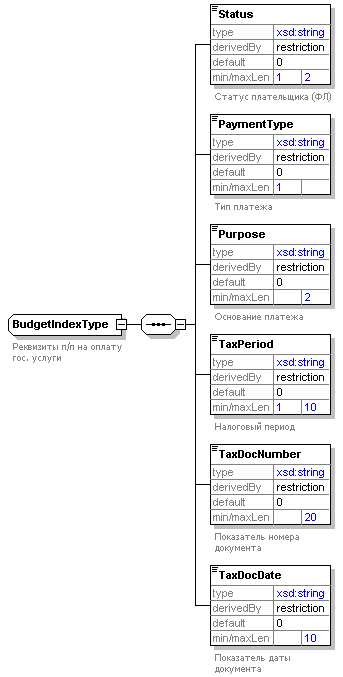 Status
type xsd:string
derivedBy restriction
default 0
min/maxLen 1 2
Статус плательщика (ФЛ)
PaymentType
type xsd:string
derivedBy restriction
default 0
min/maxLen 1
Тип платежа
Purpose
type xsd:string
derivedBy restriction
default 0
min/maxLen 2
Основание платежа
BudgetIndexType
Реквизиты п/п на оплату
гос. услуги
TaxPeriod
type xsd:string
derivedBy restriction
default 0
min/maxLen 1 10
Налоговый период
TaxDocNumber
type xsd:string
derivedBy restriction
default 0
min/maxLen 20
Показатель номера
документа
TaxDocDate
type xsd:string
derivedBy restriction
default 0
min/maxLen 10
Показатель даты
документа